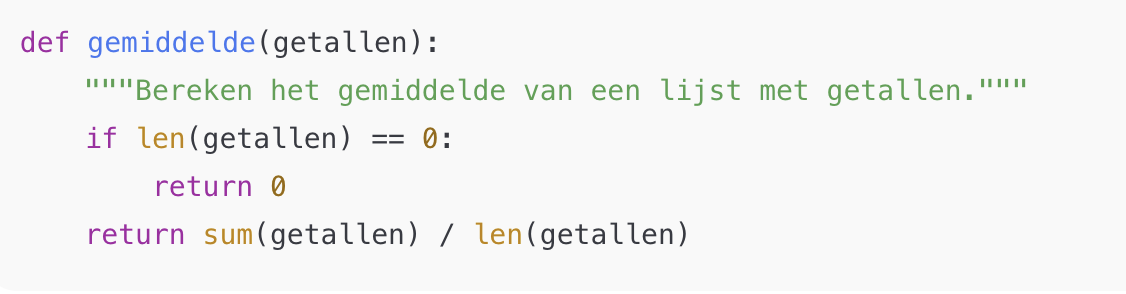 def gemiddelde(getallen):
    """Bereken het gemiddelde van een lijst met getallen."""
    if len(getallen) == 0:
        return 0
    return sum(getallen) / len(getallen)